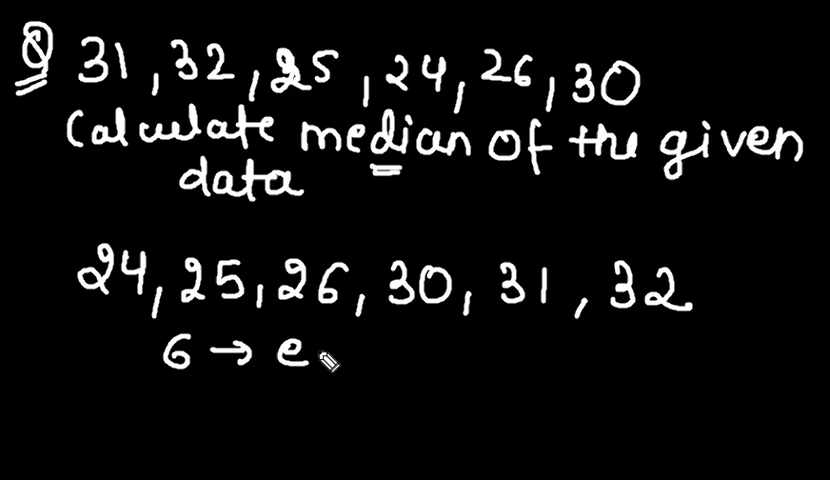 Q 31, 32, 25, 24, 26, 30
Calculate median of the given
data
24, 25, 26, 30, 31, 32
6 → e